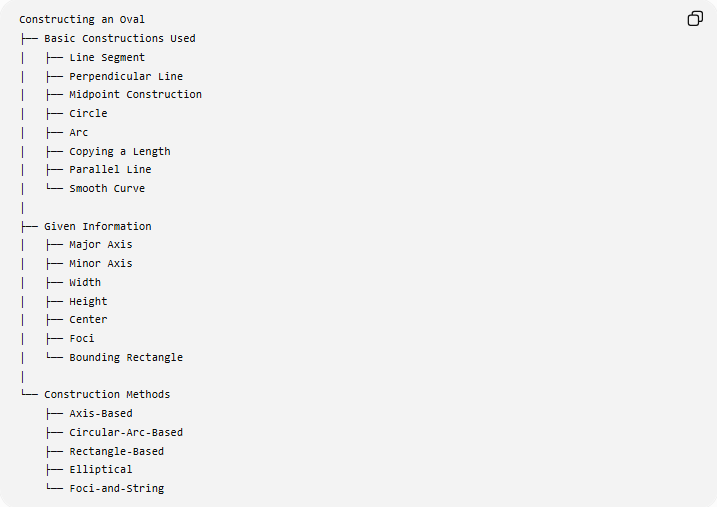 Constructing an Oval
├── Basic Constructions Used
│   ├── Line Segment
│   ├── Perpendicular Line
│   ├── Midpoint Construction
│   ├── Circle
│   ├── Arc
│   ├── Copying a Length
│   ├── Parallel Line
│   └── Smooth Curve
│
├── Given Information
│   ├── Major Axis
│   ├── Minor Axis
│   ├── Width
│   ├── Height
│   ├── Center
│   ├── Foci
│   └── Bounding Rectangle
│
└── Construction Methods
    ├── Axis-Based
    ├── Circular-Arc-Based
    ├── Rectangle-Based
    ├── Elliptical
    └── Foci-and-String